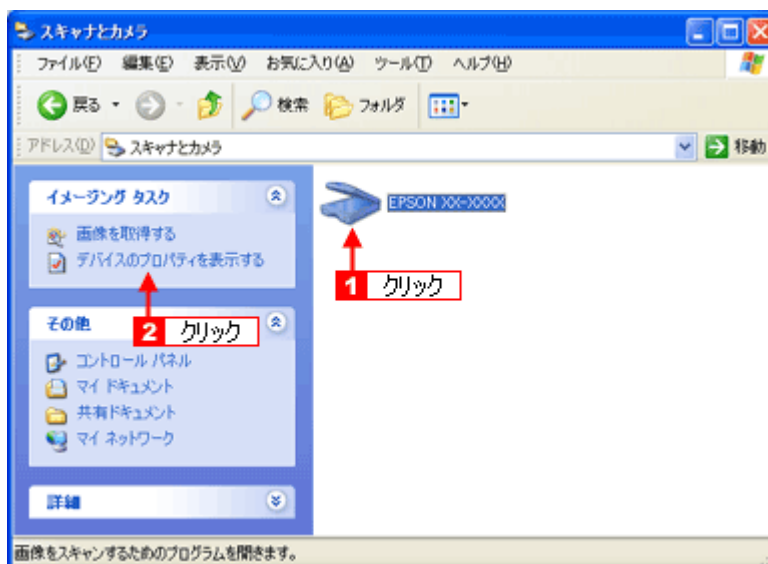 スキャナとカメラ
ファイル(F) 編集(E) 表示(V) お気に入り(A) ツール(T) ヘルプ(H)
戻る 検索 フォルダ
アドレス(D) スキャナとカメラ 移動
イメージング タスク
画像を取得する
デバイスのプロパティを表示する
EPSON XX-XXXX
1 クリック
2 クリック
その他
コントロール パネル
マイ ドキュメント
共有ドキュメント
マイ ネットワーク
詳細
画像をスキャンするためのプログラムを開きます。